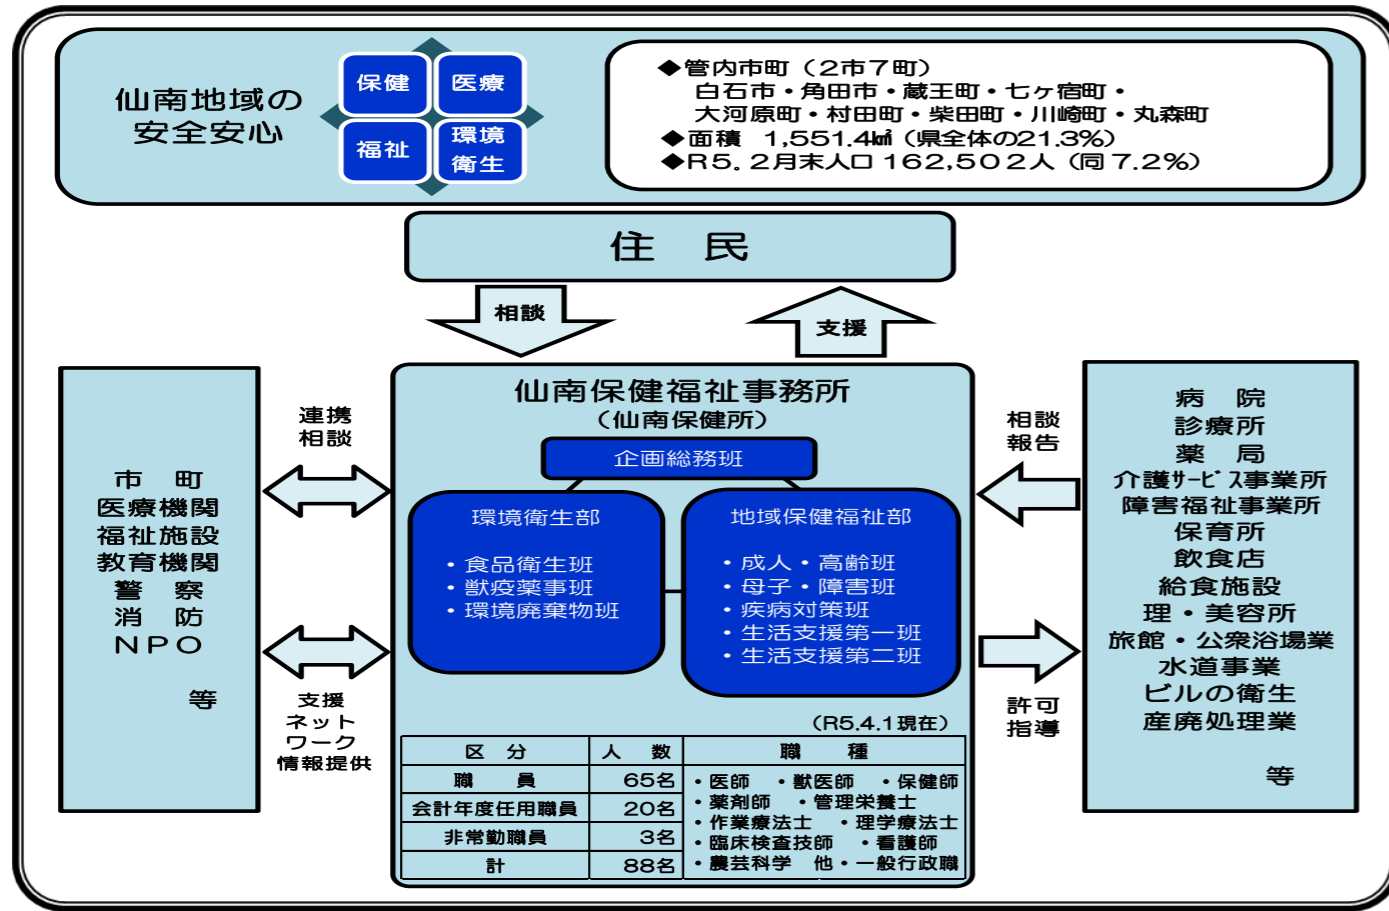 仙南地域の
安全安心
保健
医療
福祉
環境
衛生
◆管内市町（２市７町）
白石市・角田市・蔵王町・七ヶ宿町・
大河原町・村田町・柴田町・川崎町・丸森町
◆面積　1,551.4㎢（県全体の21.3%）
◆R５．２月末人口 162,５０２人（同 7.2%）
住　民
相談
支援
市　町
医療機関
福祉施設
教育機関
警　察
消　防
ＮＰＯ
等
連携
相談
支援
ネット
ワーク
情報提供
仙南保健福祉事務所
（仙南保健所）
企画総務班
環境衛生部
・食品衛生班
・獣疫薬事班
・環境廃棄物班
地域保健福祉部
・成人・高齢班
・母子・障害班
・疾病対策班
・生活支援第一班
・生活支援第二班
（R5.4.1現在）
区　分　人　数　職　種
職　員　65名　・医師　・獣医師　・保健師
・薬剤師　・管理栄養士
会計年度任用職員　20名
・作業療法士　・理学療法士
非常勤職員　3名　・臨床検査技師　・看護師
計　88名　・農芸科学　他・一般行政職
相談
報告
許可
指導
病　院
診療所
薬　局
介護ｻｰﾋﾞｽ事業所
障害福祉事業所
保育所
飲食店
給食施設
理・美容所
旅館・公衆浴場業
水道事業
ビルの衛生
産廃処理業
等